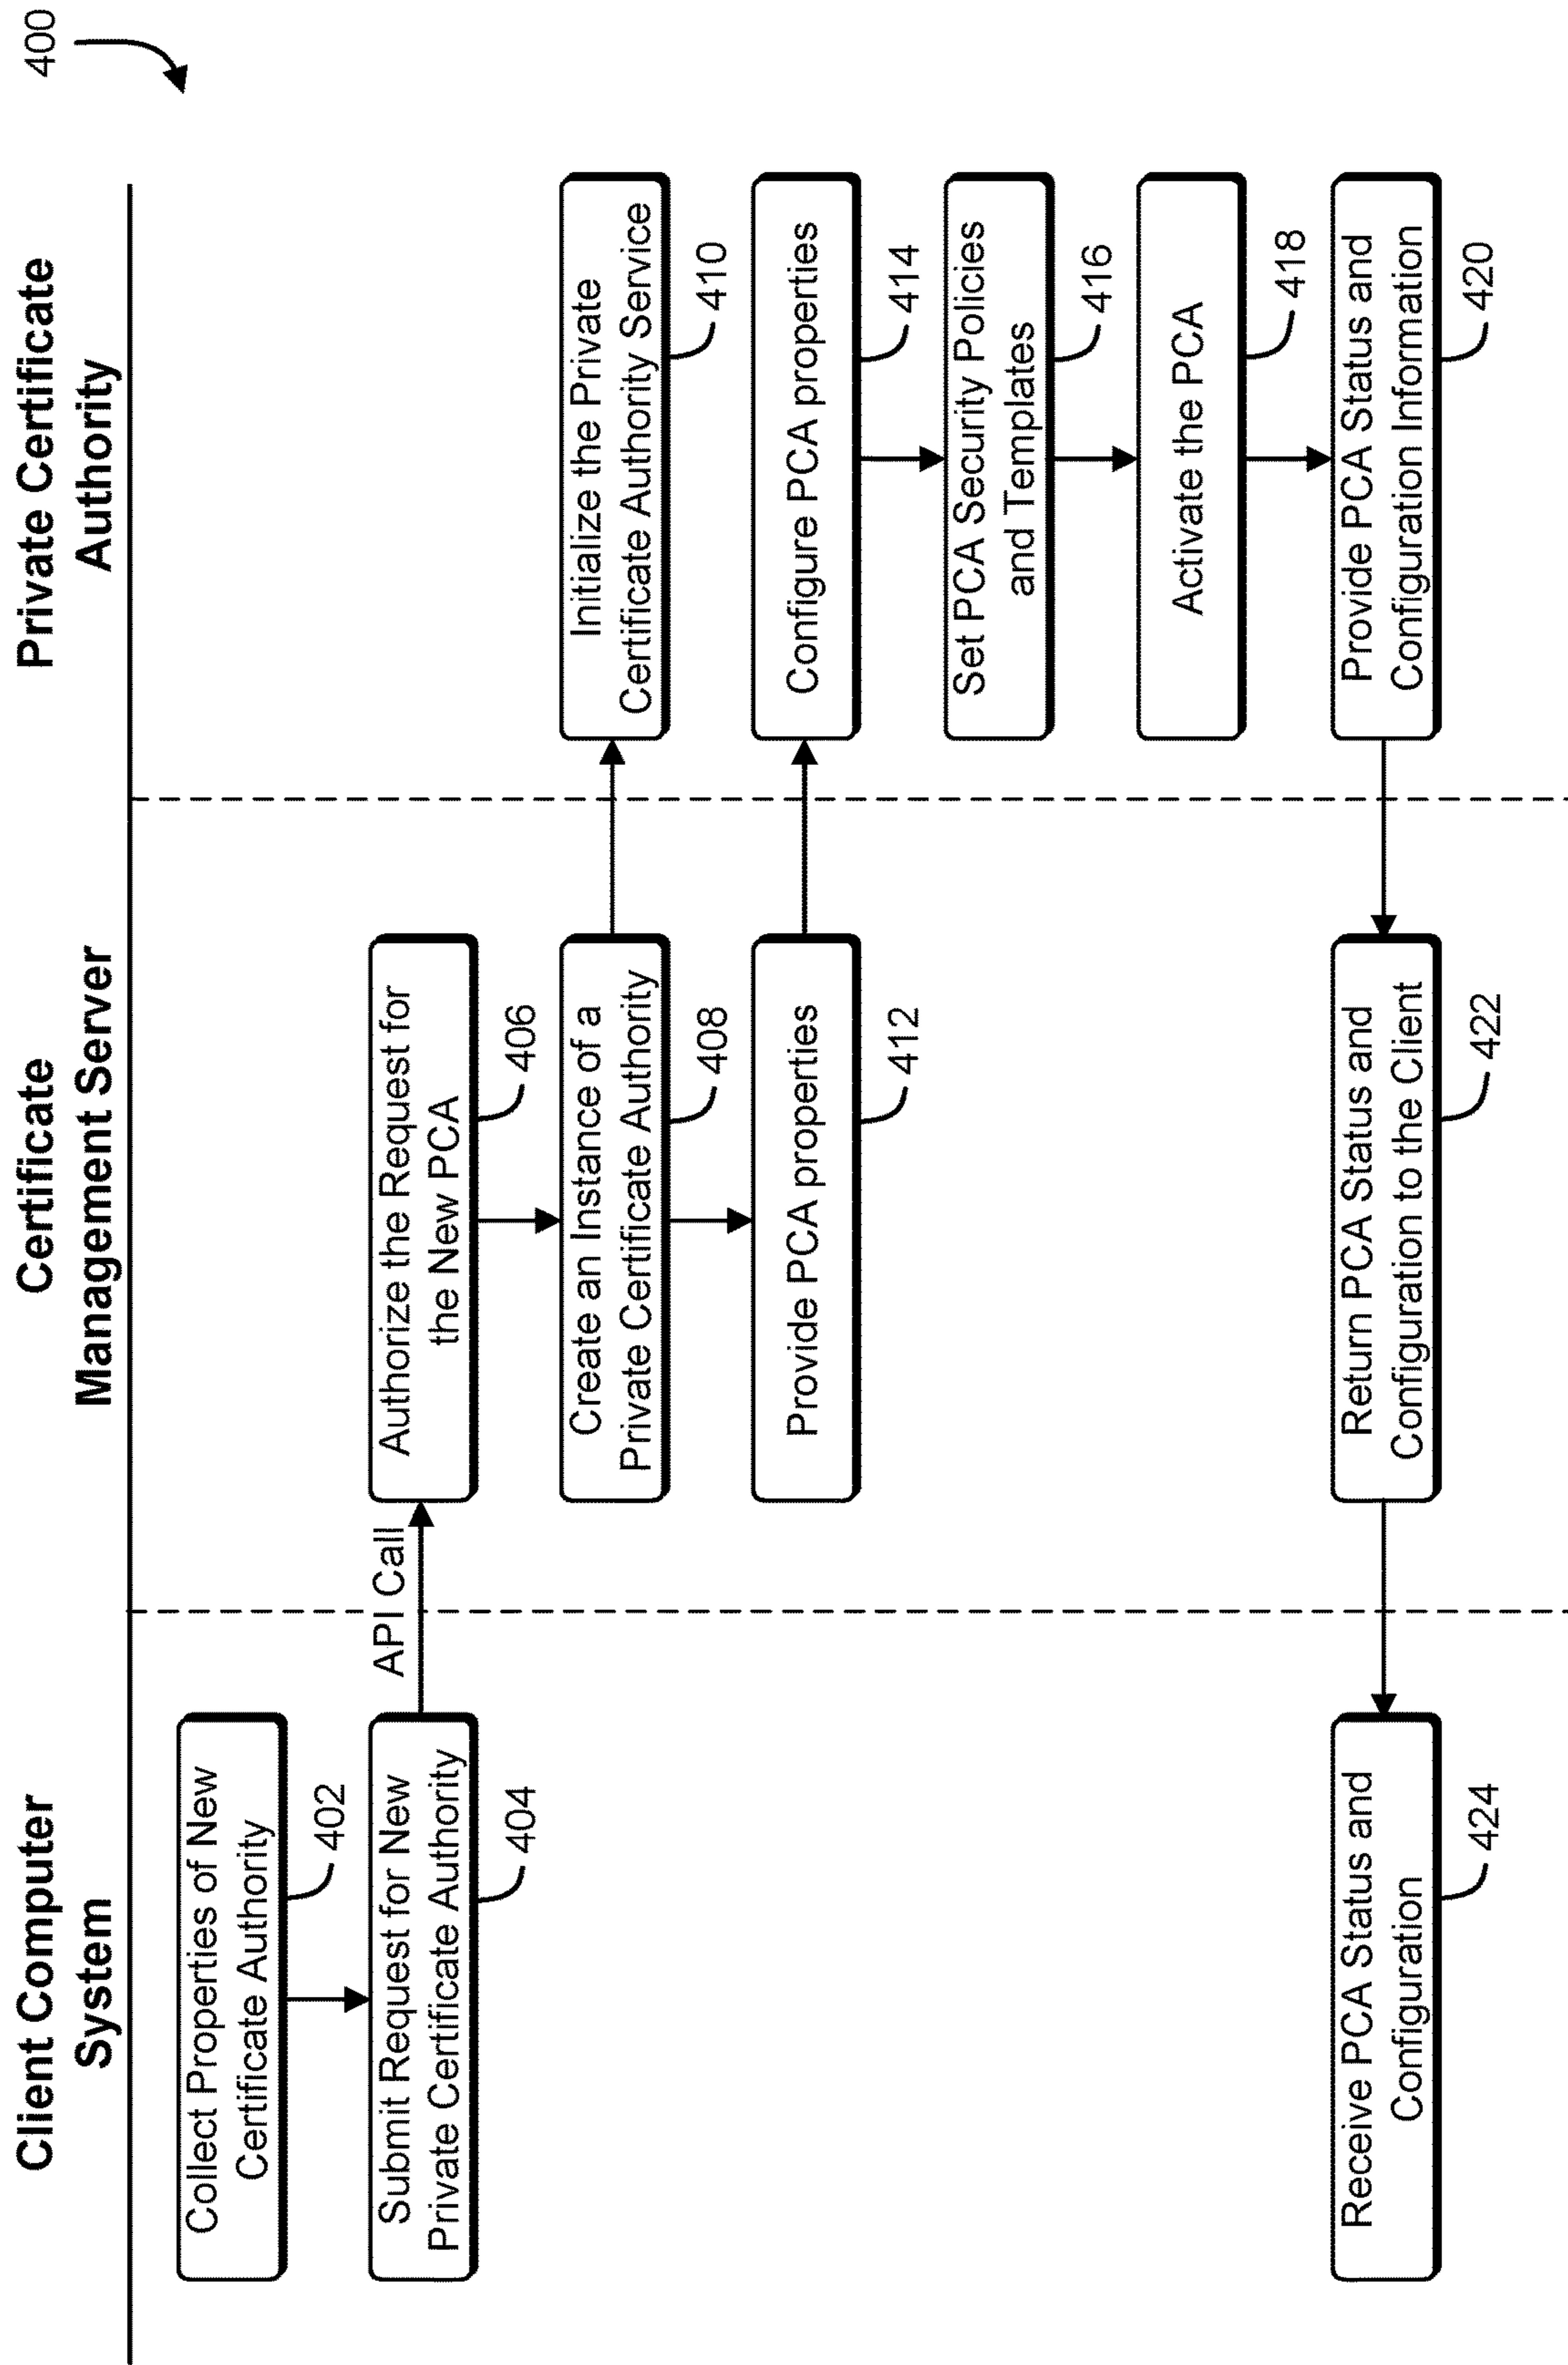 400
Client Computer
System
Certificate
Management Server
Private Certificate
Authority
Collect Properties of New
Certificate Authority
402
Submit Request for New
Private Certificate Authority
404
API Call
Authorize the Request for
the New PCA
406
Create an Instance of a
Private Certificate Authority
408
Initialize the Private
Certificate Authority Service
410
Provide PCA properties
412
Configure PCA properties
414
Set PCA Security Policies
and Templates
416
Activate the PCA
418
Provide PCA Status and
Configuration Information
420
Return PCA Status and
Configuration to the Client
422
Receive PCA Status and
Configuration
424